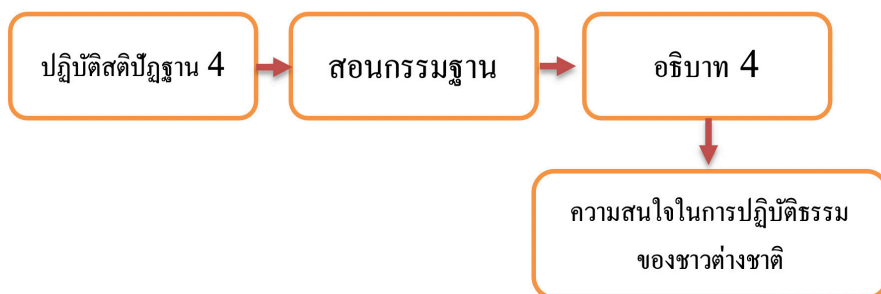 ปฏิบัติสติปัฏฐาน 4
สอนกรรมฐาน
อธิบาท 4
ความสนใจในการปฏิบัติธรรม
ของชาวต่างชาติ